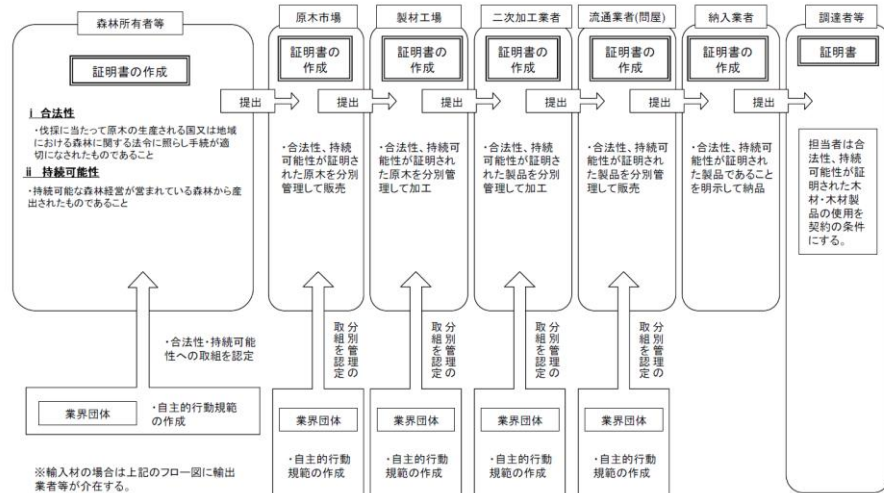 森林所有者等
証明書の作成
ⅰ 合法性
・伐採に当たって原木の生産される国又は地域
における森林に関する法令に照らし手続が適
切になされたものであること
ⅱ 持続可能性
・持続可能な森林経営が営まれている森林から産
出されたものであること
提出
原木市場
証明書の
作成
・合法性、持続
可能性が証明さ
れた原木を分別
管理して販売
提出
製材工場
証明書の
作成
・合法性、持続可
能性が証明され
た原木を分別管
理して加工
提出
二次加工業者
証明書の
作成
・合法性、持続可
能性が証明され
た製品を分別管
理して加工
提出
流通業者(問屋)
証明書の
作成
・合法性、持続可
能性が証明され
た製品を分別管
理して販売
提出
納入業者
証明書の
作成
・合法性、持続可
能性が証明され
た製品であること
を明示して納品
提出
調達者等
証明書
担当者は合
法性、持続
可能性が証
明された木
材・木材製
品の使用を
契約の条件
にする。
・合法性・持続可能
性への取組を認定
業界団体
・自主的行動規範
の作成
分別管理の
取組を認定
業界団体
・自主的行動
規範の作成
分別管理の
取組を認定
業界団体
・自主的行動
規範の作成
分別管理の
取組を認定
業界団体
・自主的行動
規範の作成
分別管理の
取組を認定
業界団体
・自主的行動
規範の作成
※輸入材の場合は上記のフロー図に輸出
業者等が介在する。